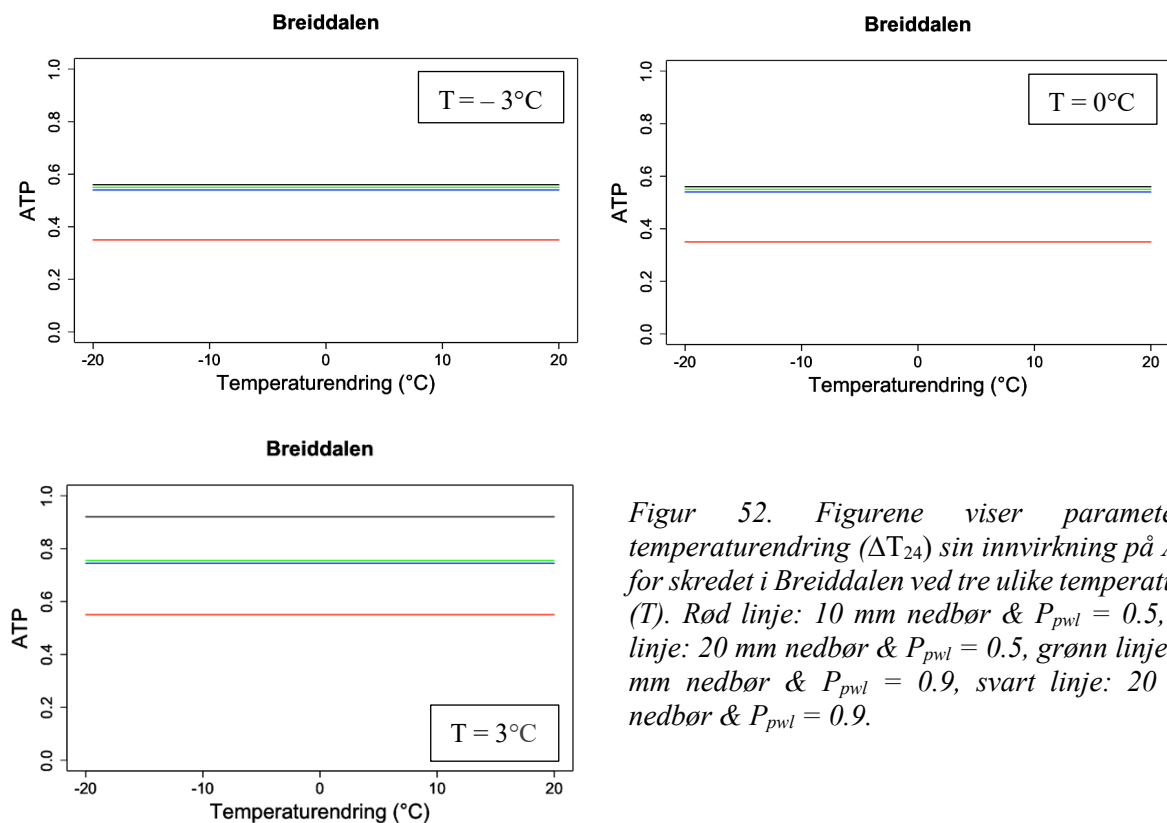 Breiddalen
T = – 3°C
ATP
1.0
0.8
0.6
0.4
0.2
0.0
-20
-10
0
10
20
Temperaturendring (°C)
Breiddalen
T = 0°C
ATP
1.0
0.8
0.6
0.4
0.2
0.0
-20
-10
0
10
20
Temperaturendring (°C)
Breiddalen
T = 3°C
ATP
1.0
0.8
0.6
0.4
0.2
0.0
-20
-10
0
10
20
Temperaturendring (°C)
Figur 52. Figurene viser
temperaturendring (ΔT24) sin innvirkning på
for skredet i Breiddalen ved tre ulike
(T). Rød linje: 10 mm nedbør & Ppwl = 0.5,
linje: 20 mm nedbør & Ppwl = 0.5, grønn linje
mm nedbør & Ppwl = 0.9, svart linje: 20
nedbør & Ppwl = 0.9.